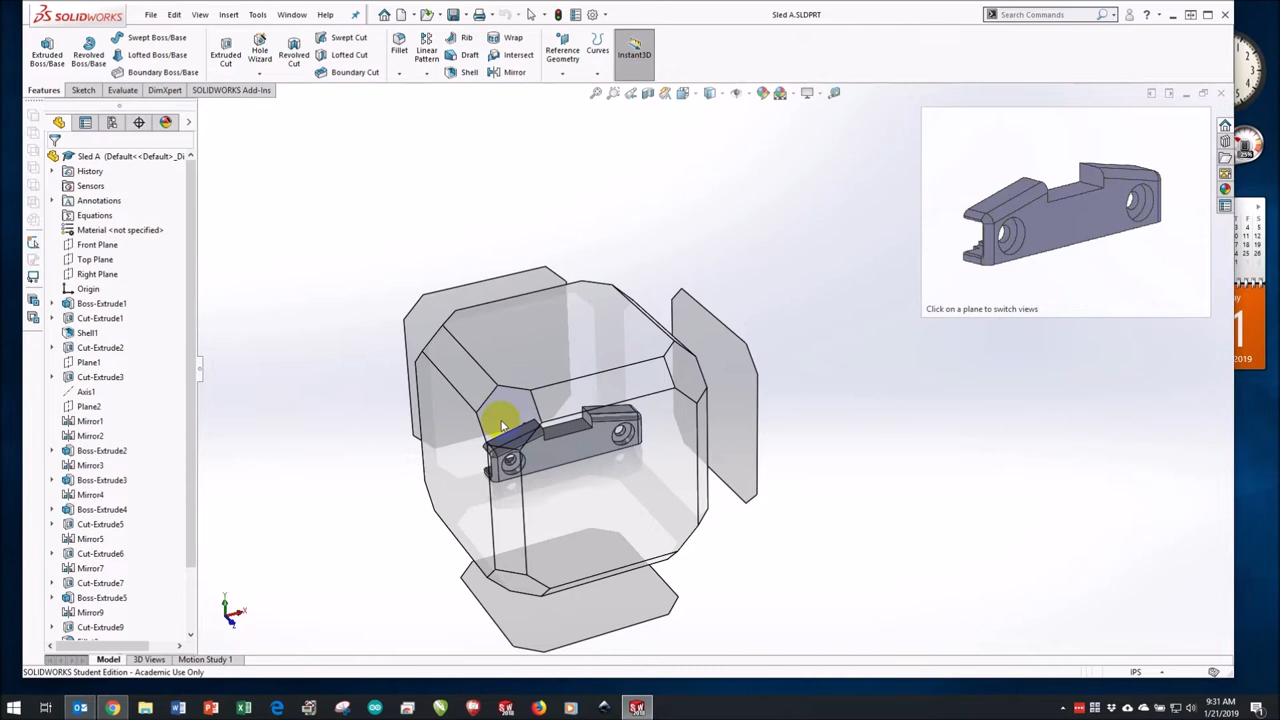 SOLIDWORKS
File Edit View Insert Tools Window Help
Sled A.SLDPRT
Search Commands
Extruded Boss/Base
Revolved Boss/Base
Swept Boss/Base
Lofted Boss/Base
Boundary Boss/Base
Extruded Cut
Hole Wizard
Revolved Cut
Swept Cut
Lofted Cut
Boundary Cut
Fillet
Linear Pattern
Rib
Draft
Shell
Wrap
Intersect
Mirror
Reference Geometry
Curves
Instant3D
Features Sketch Evaluate DimXpert SOLIDWORKS Add-Ins
Sled A (Default<<Default>_Di
History
Sensors
Annotations
Equations
Material <not specified>
Front Plane
Top Plane
Right Plane
Origin
Boss-Extrude1
Cut-Extrude1
Shell1
Cut-Extrude2
Plane1
Cut-Extrude3
Axis1
Plane2
Mirror1
Mirror2
Boss-Extrude2
Mirror3
Boss-Extrude3
Mirror4
Boss-Extrude4
Cut-Extrude5
Mirror5
Cut-Extrude6
Mirror7
Cut-Extrude7
Boss-Extrude5
Mirror9
Cut-Extrude9
Click on a plane to switch views
Y
X
Z
Model 3D Views Motion Study 1
SOLIDWORKS Student Edition - Academic Use Only
IPS
9:31 AM
1/21/2019
2019